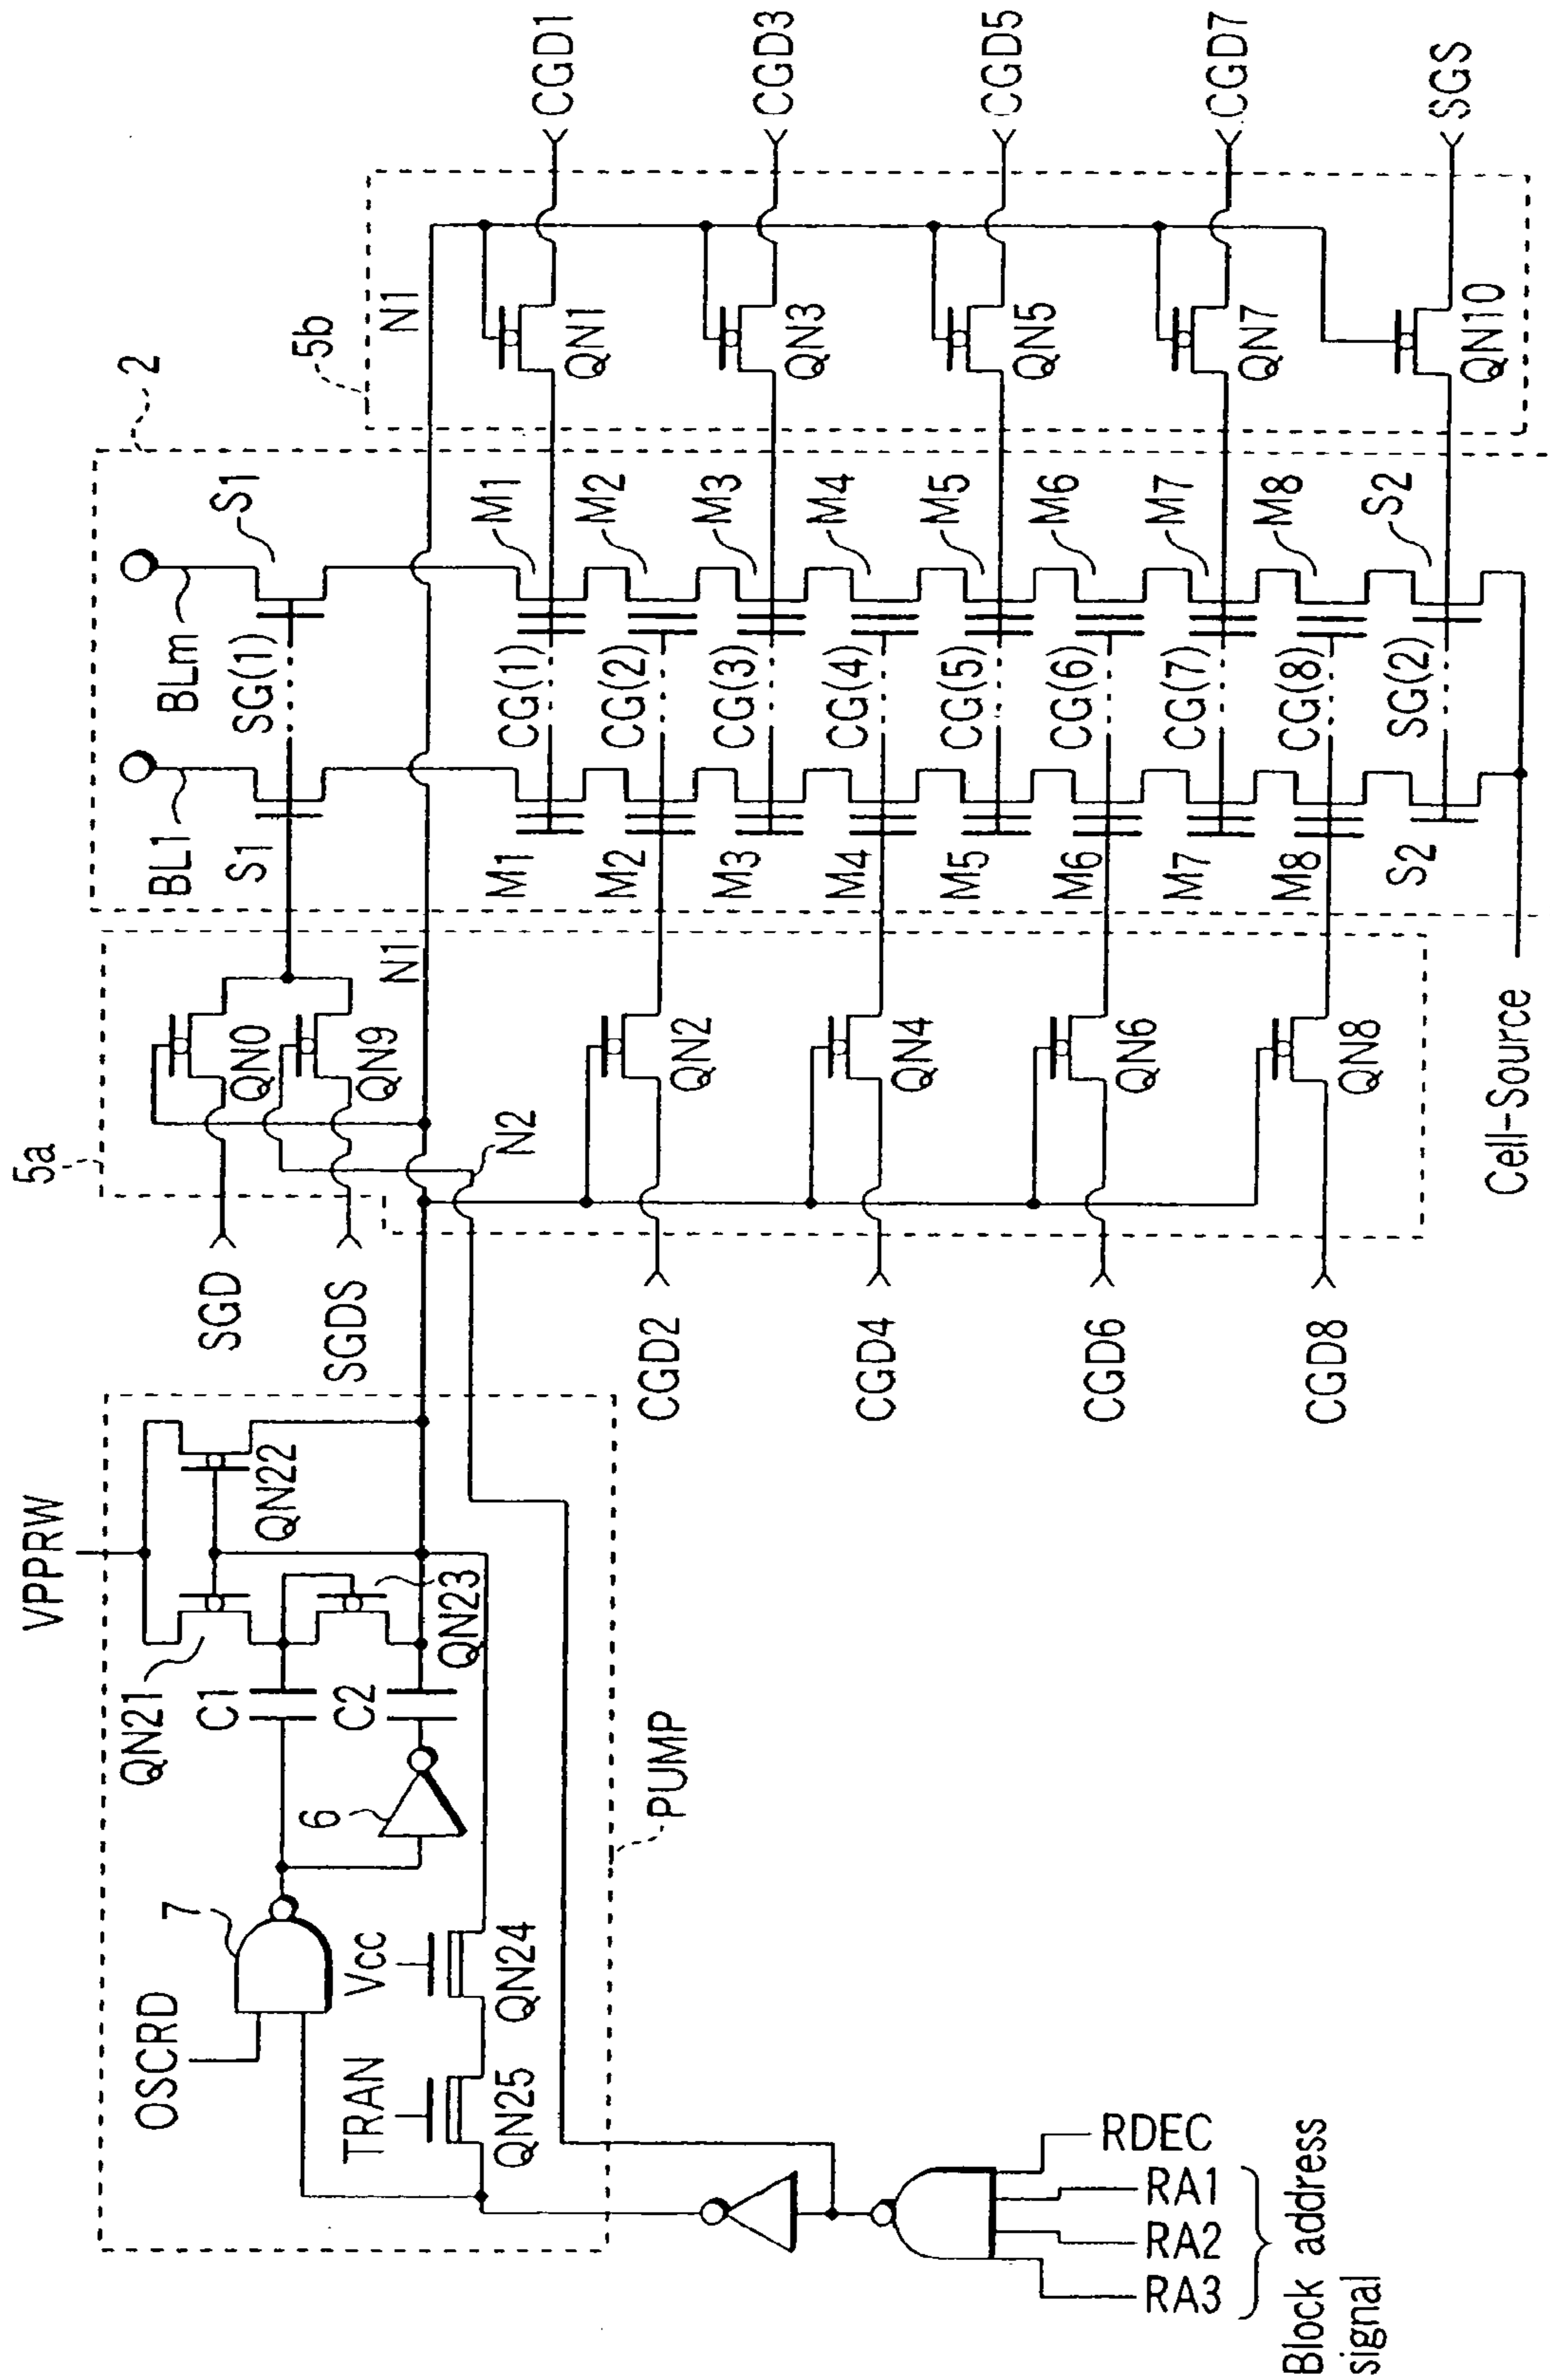 VPPRW
OSCRD
7
QN21
QN22
C1
C2
6
QN23
TRAN
Vcc
QN25
QN24
PUMP
RDEC
RA1
RA2
RA3
Block address
signal
5a
SGD
SGDS
QN0
QN9
N1
N2
CGD2
QN2
CGD4
QN4
CGD6
QN6
CGD8
QN8
Cell-Source
2
BL1
BLm
S1
SG(1)
S1
M1
CG(1)
M1
M2
CG(2)
M2
M3
CG(3)
M3
M4
CG(4)
M4
M5
CG(5)
M5
M6
CG(6)
M6
M7
CG(7)
M7
M8
CG(8)
M8
S2
SG(2)
S2
5b
N1
QN1
CGD1
QN3
CGD3
QN5
CGD5
QN7
CGD7
QN10
SGS